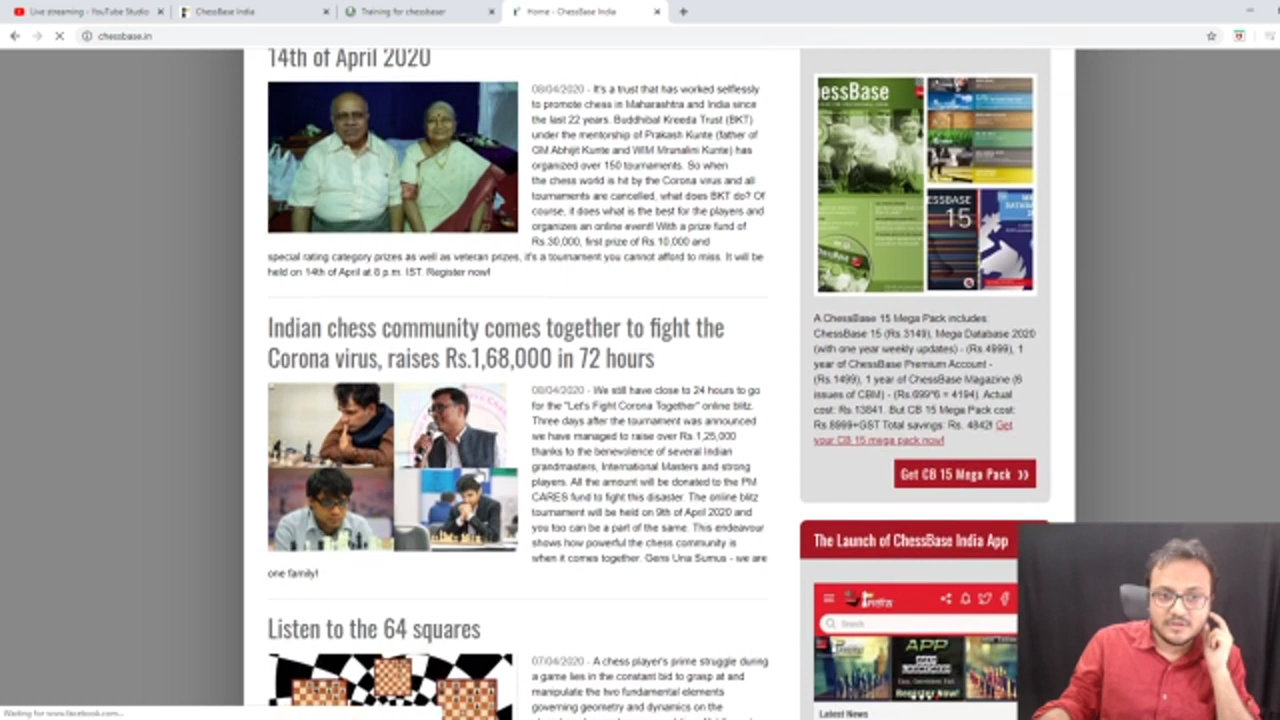 Live streaming - YouTube Studio
ChessBase India
Training for chessbaser
Home - ChessBase India
chessbase.in
14th of April 2020
08/04/2020 - It's a trust that has worked selflessly
to promote chess in Maharashtra and India since
the last 22 years. Buddhibal Kreeda Trust (BKT)
under the mentorship of Prakash Kunte (father of
GM Abhijit Kunte and WIM Mrunalini Kunte) has
organized over 150 tournaments. So when
the chess world is hit by the Corona virus and all
tournaments are cancelled, what does BKT do? Of
course, it does what is the best for the players and
organizes an online event! With a prize fund of
Rs.30,000, first prize of Rs.10,000 and
special rating category prizes as well as veteran prizes, it's a tournament you cannot afford to miss. It will be
held on 14th of April at 8 p.m. IST. Register now!
Indian chess community comes together to fight the
Corona virus, raises Rs.1,68,000 in 72 hours
08/04/2020 - We still have close to 24 hours to go
for the "Let's Fight Corona Together" online blitz.
Three days after the tournament was announced
we have managed to raise over Rs.1,25,000
thanks to the benevolence of several Indian
grandmasters, International Masters and strong
players. All the amount will be donated to the PM
CARES fund to fight this disaster. The online blitz
tournament will be held on 9th of April 2020 and
you too can be a part of the same. This endeavour
shows how powerful the chess community is
when it comes together. Gens Una Sumus - we are
one family!
Listen to the 64 squares
07/04/2020 - A chess player's prime struggle during
a game lies in the constant bid to grasp at and
manipulate the two fundamental elements
governing geometry and dynamics on the
essBase
ESSBASE
15
A ChessBase 15 Mega Pack includes:
ChessBase 15 (Rs.3149), Mega Database 2020
(with one year weekly updates) - (Rs.4999), 1
year of ChessBase Premium Account -
(Rs.1499), 1 year of ChessBase Magazine (6
issues of CBM) - (Rs.699*6 = 4194). Actual
cost: Rs.13841. But CB 15 Mega Pack cost:
Rs.8999+GST Total savings: Rs. 4842! Get
your CB 15 mega pack now!
Get CB 15 Mega Pack »
The Launch of ChessBase India App
Search
APP
Register Now!
Latest News
Waiting for www.facebook.com...